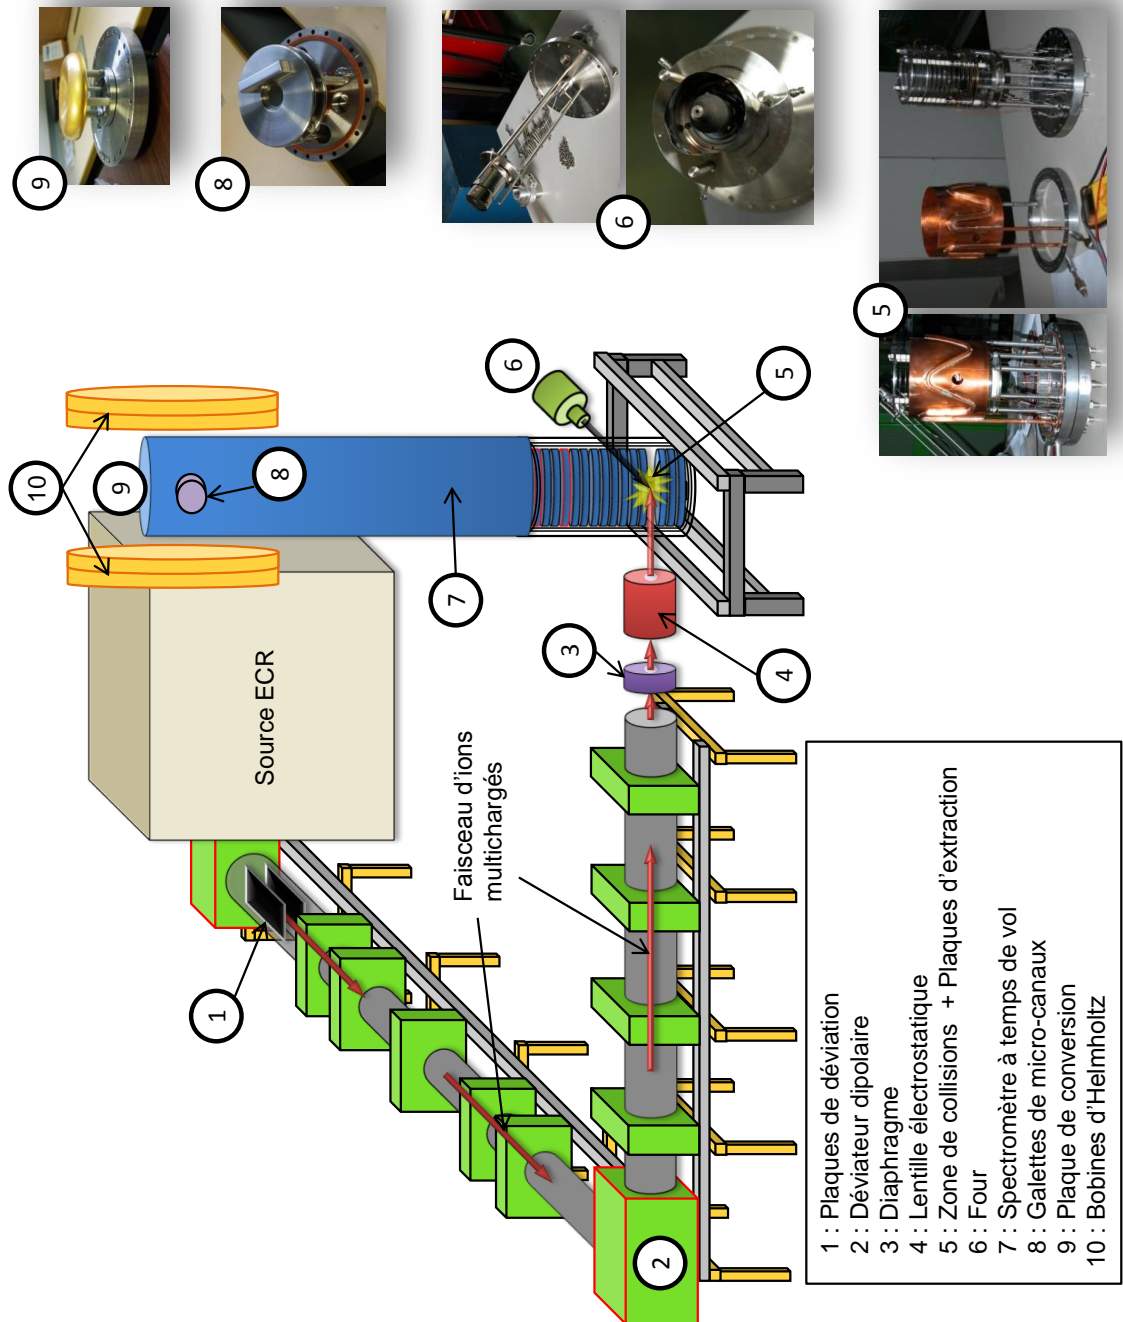 9
8
6
5
10
9
8
6
5
7
3
4
Source ECR
Faisceau d'ions
multichargés
1
2
1 : Plaques de déviation
2 : Déviateur dipolaire
3 : Diaphragme
4 : Lentille électrostatique
5 : Zone de collisions + Plaques d'extraction
6 : Four
7 : Spectromètre à temps de vol
8 : Galettes de micro-canaux
9 : Plaque de conversion
10 : Bobines d'Helmholtz